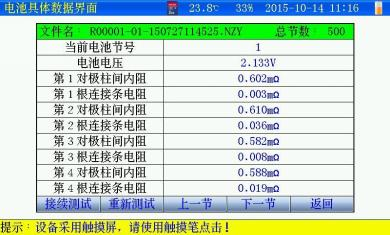 电池具体数据界面 23.8℃ 33% 2015-10-14 11:16
文件名: R00001-01-150727114525.NZY 总节数: 500
当前电池节号 1
电池电压 2.133V
第1对极柱间内阻 0.602mΩ
第1根连接条电阻 0.003mΩ
第2对极柱间内阻 0.610mΩ
第2根连接条电阻 0.036mΩ
第3对极柱间内阻 0.582mΩ
第3根连接条电阻 0.008mΩ
第4对极柱间内阻 0.588mΩ
第4根连接条电阻 0.019mΩ
接续测试 重新测试 上一节 下一节 返回
提示: 设备采用触摸屏, 请使用触摸笔点击!